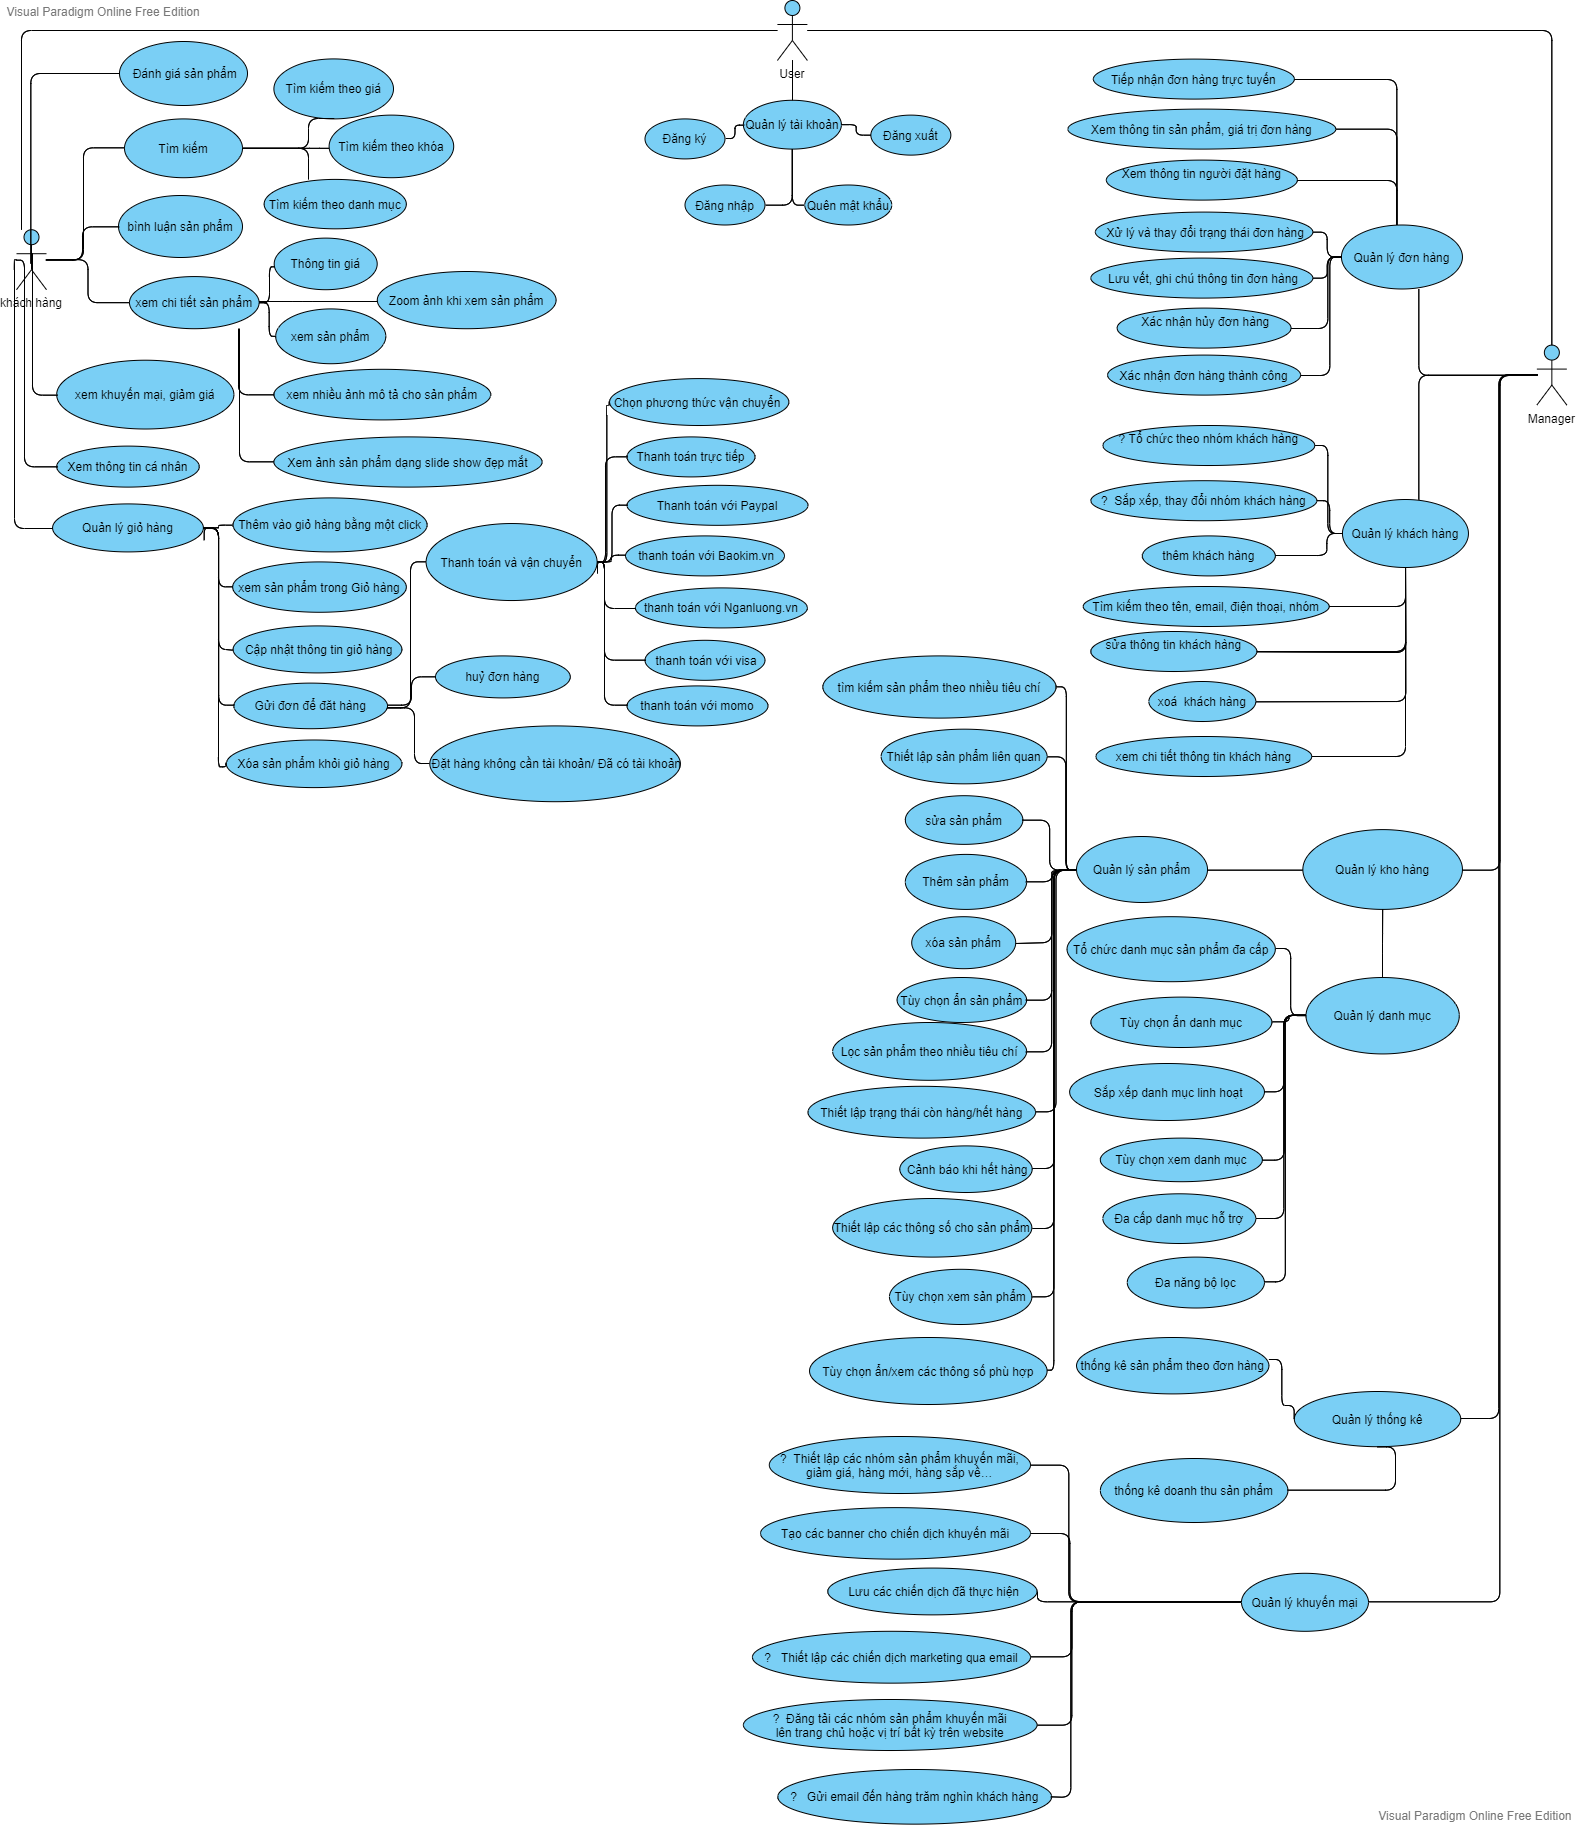 Visual Paradigm Online Free Edition
User
Quản lý tài khoản
Đăng ký
Đăng xuất
Đăng nhập
Quên mật khẩu
khách hàng
Đánh giá sản phẩm
Tìm kiếm
Tìm kiếm theo giá
Tìm kiếm theo khóa
Tìm kiếm theo danh mục
bình luận sản phẩm
xem chi tiết sản phẩm
Thông tin giá
Zoom ảnh khi xem sản phẩm
xem sản phẩm
xem nhiều ảnh mô tả cho sản phẩm
Xem ảnh sản phẩm dạng slide show đẹp mắt
xem khuyến mại, giảm giá
Xem thông tin cá nhân
Quản lý giỏ hàng
Thêm vào giỏ hàng bằng một click
xem sản phẩm trong Giỏ hàng
Cập nhật thông tin giỏ hàng
Gửi đơn để đăt hàng
Xóa sản phẩm khỏi giỏ hàng
Thanh toán và vận chuyển
huỷ đơn hàng
Đặt hàng không cần tài khoản/ Đã có tài khoản
Chọn phương thức vận chuyển
Thanh toán trực tiếp
Thanh toán với Paypal
thanh toán với Baokim.vn
thanh toán với Nganluong.vn
thanh toán với visa
thanh toán với momo
Manager
Tiếp nhận đơn hàng trực tuyến
Xem thông tin sản phẩm, giá trị đơn hàng
Xem thông tin người đặt hàng
Xử lý và thay đổi trạng thái đơn hàng
Quản lý đơn hàng
Lưu vết, ghi chú thông tin đơn hàng
Xác nhận hủy đơn hàng
Xác nhận đơn hàng thành công
? Tổ chức theo nhóm khách hàng
?  Sắp xếp, thay đổi nhóm khách hàng
Quản lý khách hàng
thêm khách hàng
Tìm kiếm theo tên, email, điện thoại, nhóm
sửa thông tin khách hàng
xoá  khách hàng
xem chi tiết thông tin khách hàng
tìm kiếm sản phẩm theo nhiều tiêu chí
Thiết lập sản phẩm liên quan
sửa sản phẩm
Quản lý sản phẩm
Quản lý kho hàng
Thêm sản phẩm
xóa sản phẩm
Tùy chọn ẩn sản phẩm
Lọc sản phẩm theo nhiều tiêu chí
Thiết lập trạng thái còn hàng/hết hàng
Cảnh báo khi hết hàng
Thiết lập các thông số cho sản phẩm
Tùy chọn xem sản phẩm
Tùy chọn ẩn/xem các thông số phù hợp
Tổ chức danh mục sản phẩm đa cấp
Quản lý danh mục
Tùy chọn ẩn danh mục
Sắp xếp danh mục linh hoạt
Tùy chọn xem danh mục
Đa cấp danh mục hỗ trợ
Đa năng bộ lọc
thống kê sản phẩm theo đơn hàng
Quản lý thống kê
thống kê doanh thu sản phẩm
?  Thiết lập các nhóm sản phẩm khuyến mãi,
giảm giá, hàng mới, hàng sắp về…
Tạo các banner cho chiến dịch khuyến mãi
Lưu các chiến dịch đã thực hiện
Quản lý khuyến mại
?   Thiết lập các chiến dịch marketing qua email
?  Đăng tải các nhóm sản phẩm khuyến mãi
lên trang chủ hoặc vị trí bất kỳ trên website
?   Gửi email đến hàng trăm nghìn khách hàng
Visual Paradigm Online Free Edition